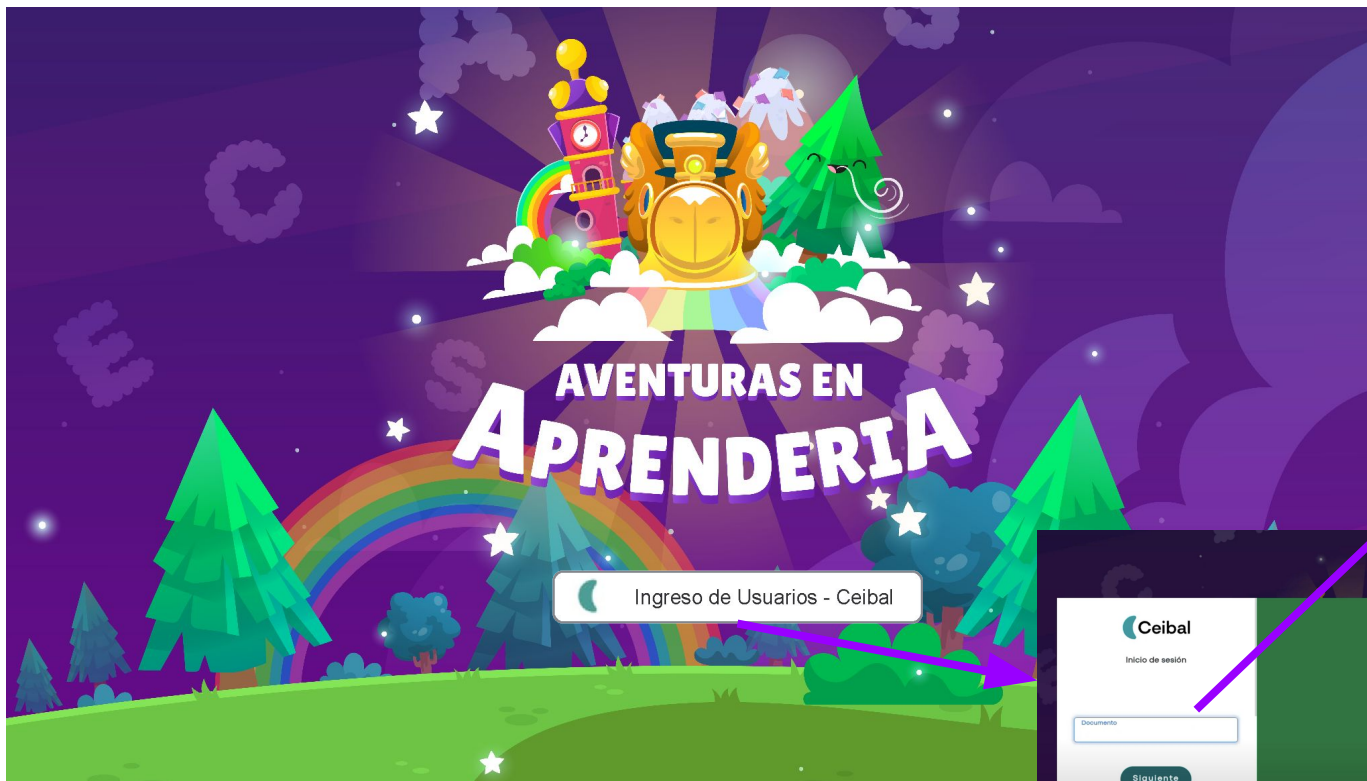 AVENTURAS EN
APRENDERIA
Ingreso de Usuarios - Ceibal
Ceibal
Inicio de sesión
Documento
Siguiente